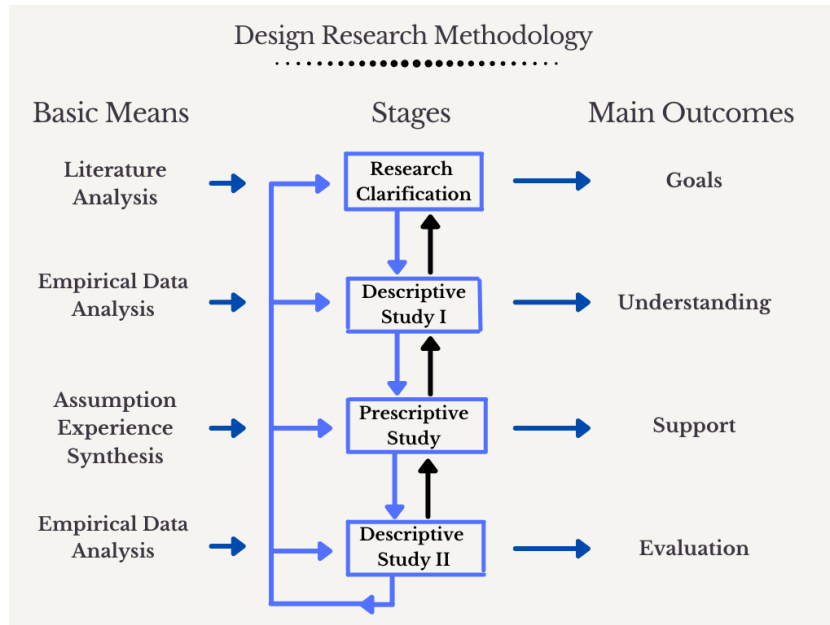 Design Research Methodology
Basic Means
Stages
Main Outcomes
Literature
Analysis
Research
Clarification
Goals
Empirical Data
Analysis
Descriptive
Study I
Understanding
Assumption
Experience
Synthesis
Prescriptive
Study
Support
Empirical Data
Analysis
Descriptive
Study II
Evaluation